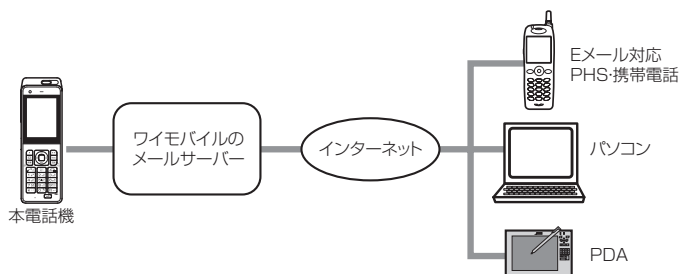 本電話機
ワイモバイルの
メールサーバー
インターネット
Eメール対応
PHS・携帯電話
パソコン
PDA